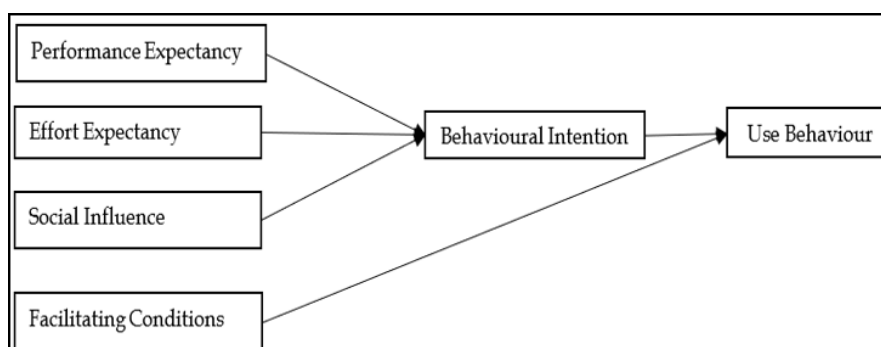 Performance Expectancy
Effort Expectancy
Behavioural Intention
Use Behaviour
Social Influence
Facilitating Conditions